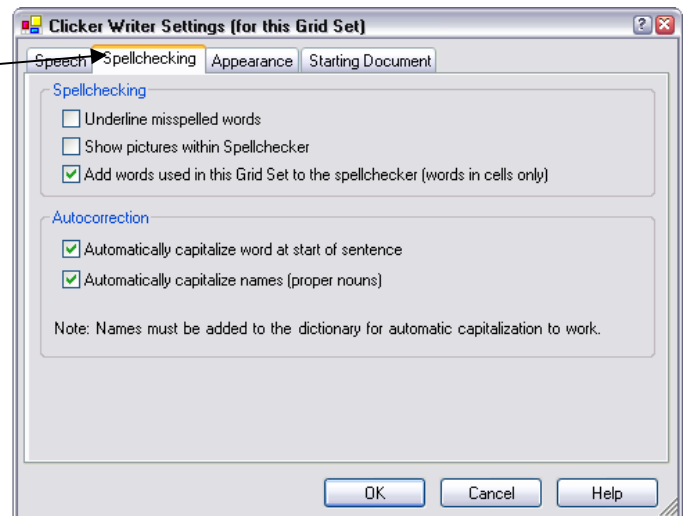 Clicker Writer Settings (for this Grid Set)
Speech Spellchecking Appearance Starting Document
Spellchecking
Underline misspelled words
Show pictures within Spellchecker
Add words used in this Grid Set to the spellchecker (words in cells only)
Autocorrection
Automatically capitalize word at start of sentence
Automatically capitalize names (proper nouns)
Note: Names must be added to the dictionary for automatic capitalization to work.
OK Cancel Help